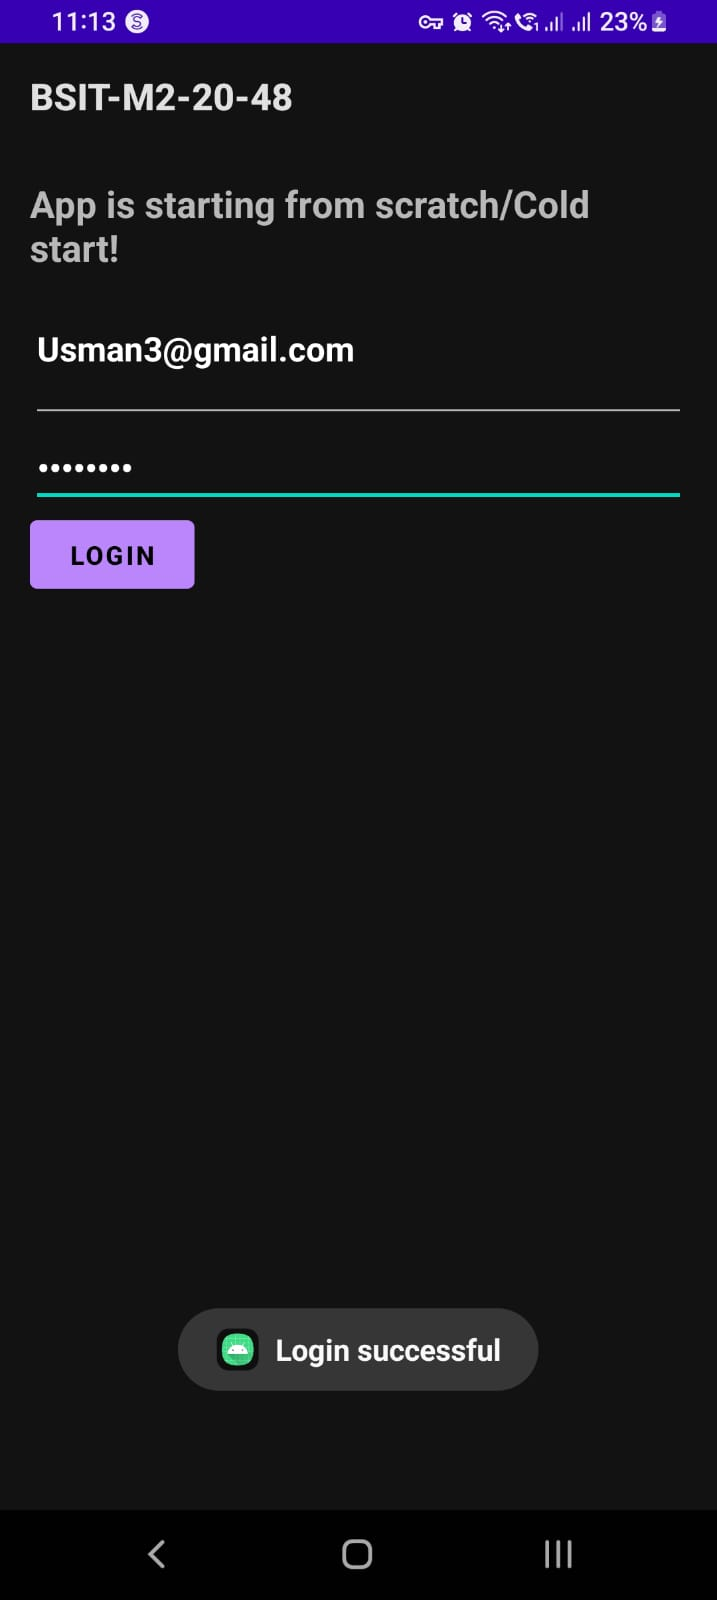 11:13
23%
BSIT-M2-20-48
App is starting from scratch/Cold
start!
Usman3@gmail.com
••••••••
LOGIN
Login successful